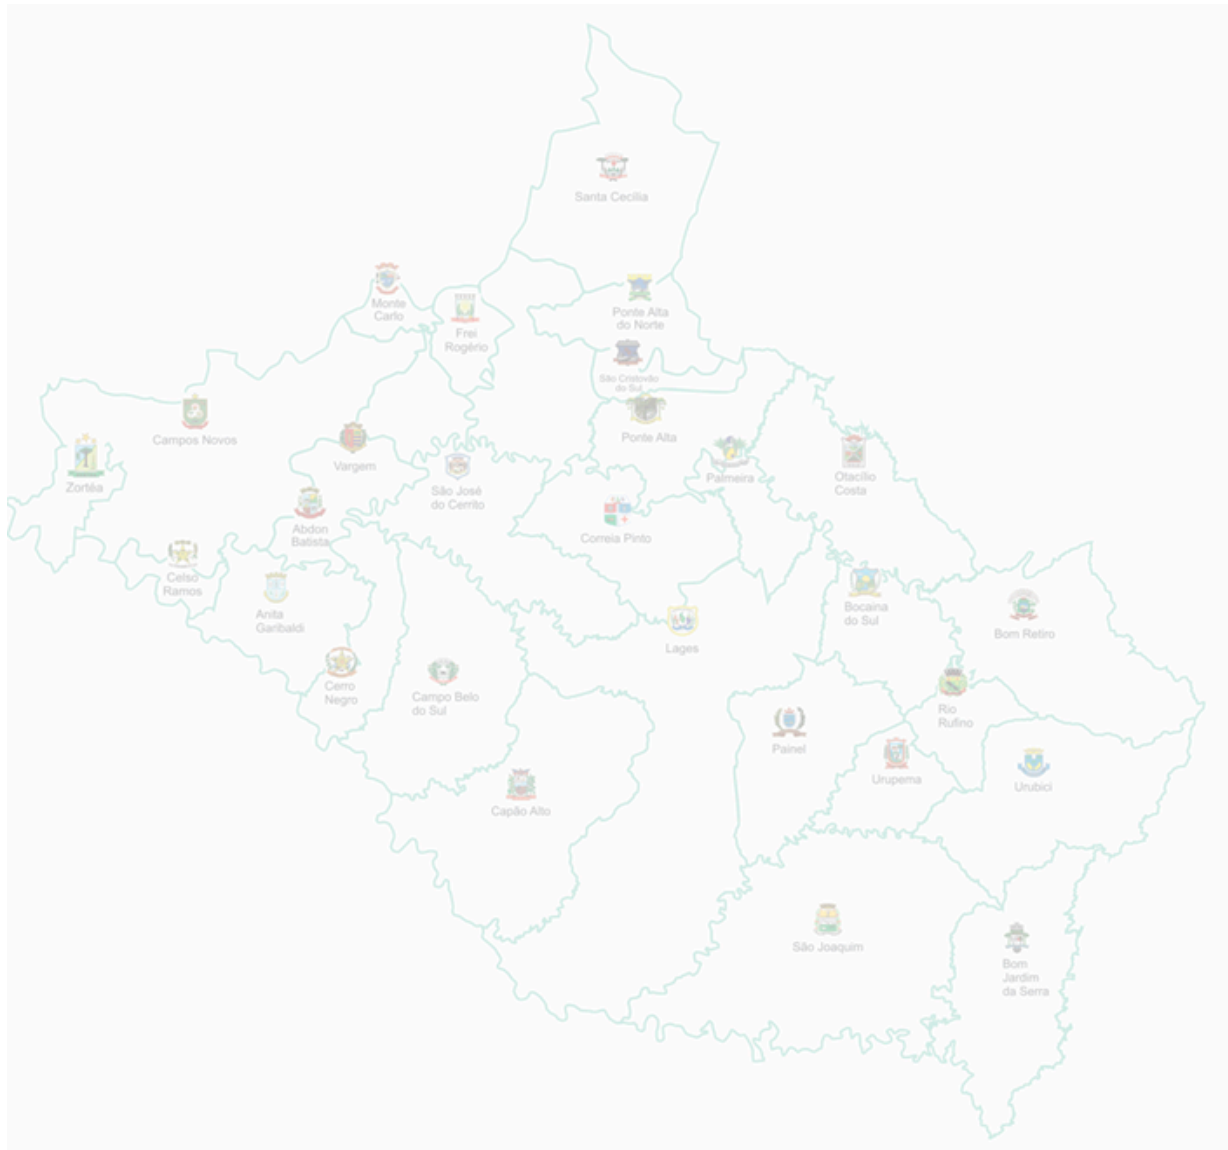 Santa Cecília
Monte
Carlo
Frei
Rogério
Ponte Alta
do Norte
São Cristovão
do Sul
Ponte Alta
Campos Novos
Vargem
Zortéa
São José
do Cerrito
Palmeira
Otacílio
Costa
Abdon
Batista
Correia Pinto
Celso
Ramos
Anita
Garibaldi
Bocaina
do Sul
Bom Retiro
Lages
Cerro
Negro
Campo Belo
do Sul
Rio
Rufino
Painel
Urupema
Urubici
Capão Alto
São Joaquim
Bom
Jardim
da Serra